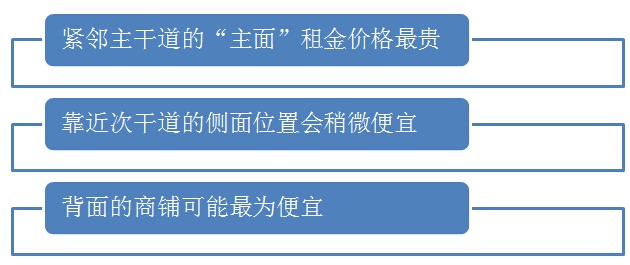 紧邻主干道的“主面”租金价格最贵
靠近次干道的侧面位置会稍微便宜
背面的商铺可能最为便宜